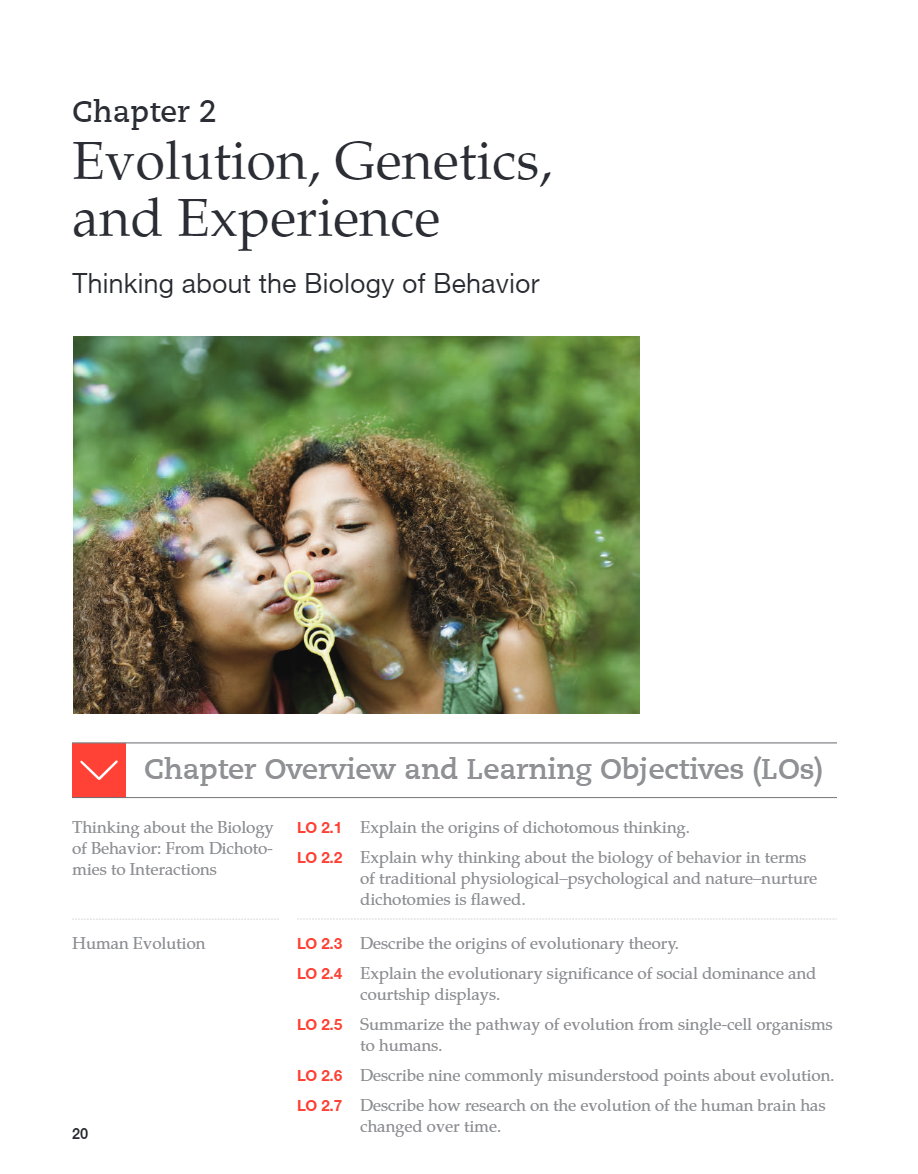 Chapter 2
Evolution, Genetics,
and Experience
Thinking about the Biology of Behavior
Chapter Overview and Learning Objectives (LOs)
Thinking about the Biology
of Behavior: From Dichoto-
mies to Interactions
LO 2.1 Explain the origins of dichotomous thinking.
LO 2.2 Explain why thinking about the biology of behavior in terms
of traditional physiological–psychological and nature–nurture
dichotomies is flawed.
Human Evolution
LO 2.3 Describe the origins of evolutionary theory.
LO 2.4 Explain the evolutionary significance of social dominance and
courtship displays.
LO 2.5 Summarize the pathway of evolution from single-cell organisms
to humans.
LO 2.6 Describe nine commonly misunderstood points about evolution.
LO 2.7 Describe how research on the evolution of the human brain has
changed over time.
20